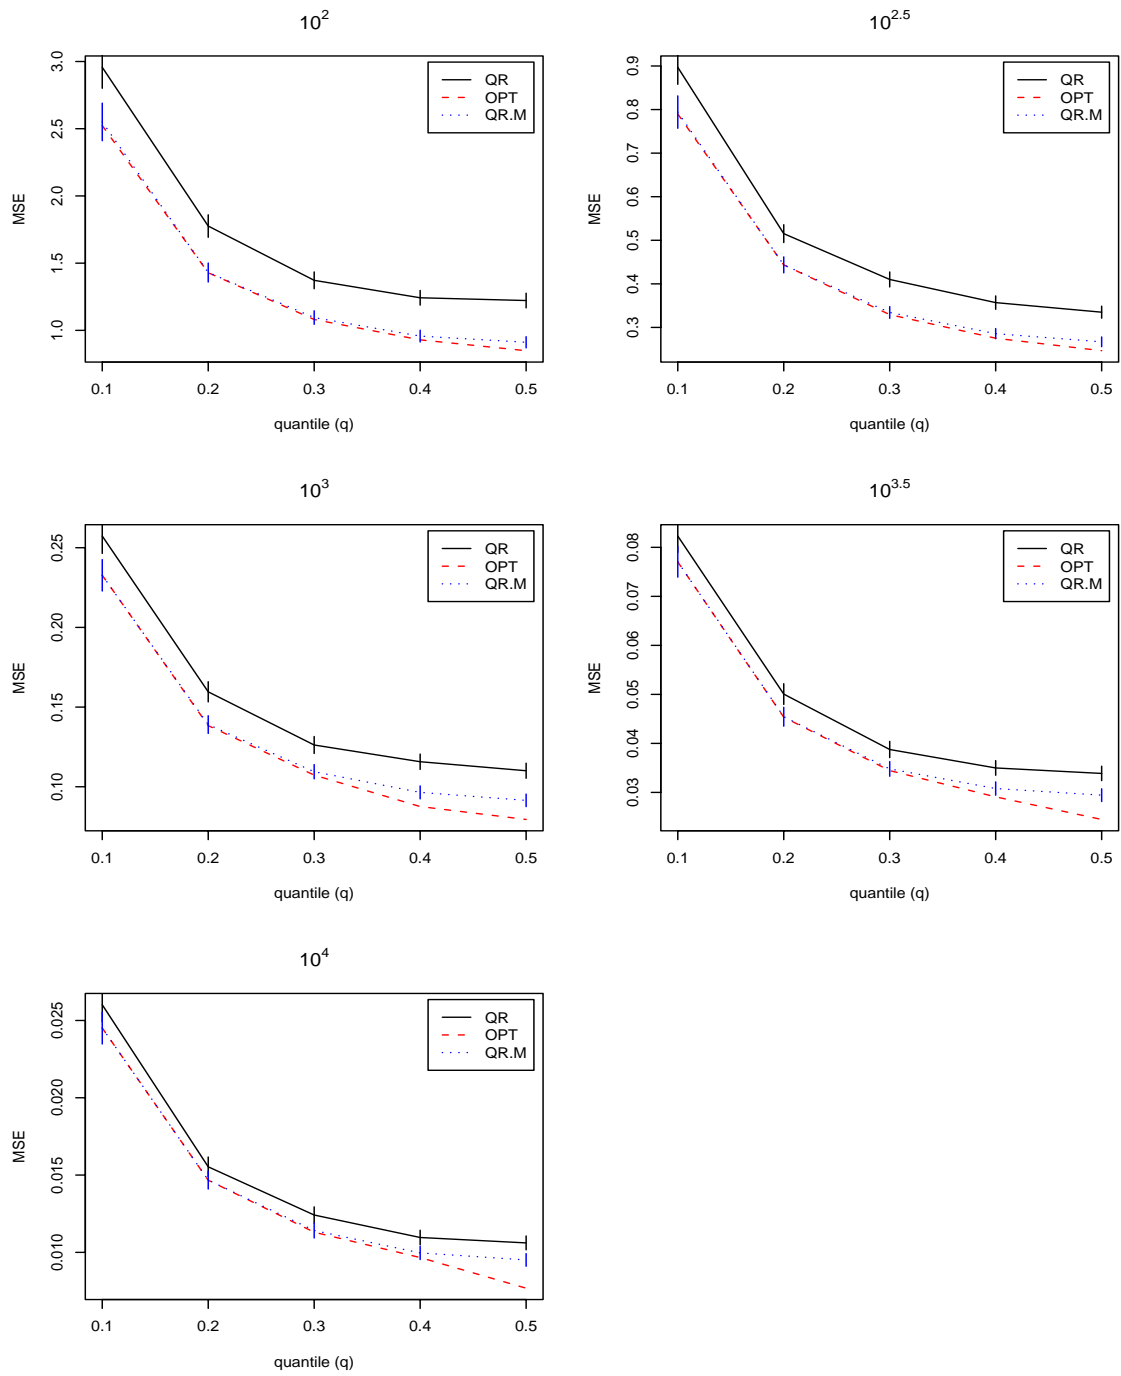 10^2
3.0
2.5
2.0
1.5
1.0
MSE
QR
OPT
QR.M
0.1 0.2 0.3 0.4 0.5
quantile (q)
10^2.5
0.9
0.8
0.7
0.6
0.5
0.4
0.3
MSE
QR
OPT
QR.M
0.1 0.2 0.3 0.4 0.5
quantile (q)
10^3
0.25
0.20
0.15
0.10
MSE
QR
OPT
QR.M
0.1 0.2 0.3 0.4 0.5
quantile (q)
10^3.5
0.08
0.07
0.06
0.05
0.04
0.03
MSE
QR
OPT
QR.M
0.1 0.2 0.3 0.4 0.5
quantile (q)
10^4
0.025
0.020
0.015
0.010
MSE
QR
OPT
QR.M
0.1 0.2 0.3 0.4 0.5
quantile (q)